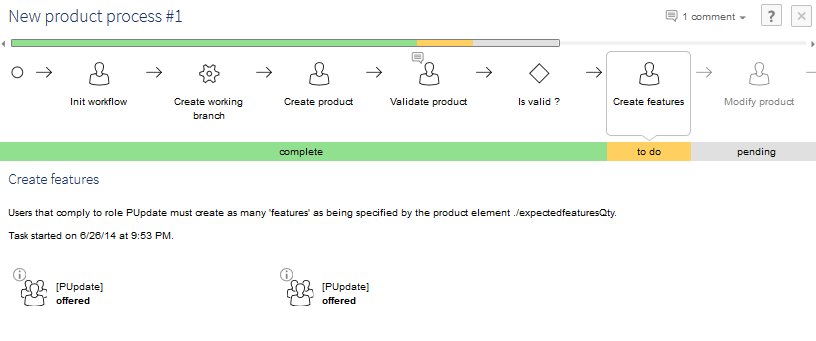 New product process #1
1 comment
?
×
Init workflow
Create working
branch
Create product
Validate product
Is valid ?
Create features
Modify product
complete
to do
pending
Create features
Users that comply to role PUpdate must create as many 'features' as being specified by the product element ./expectedfeaturesQty.
Task started on 6/26/14 at 9:53 PM.
[PUpdate]
offered
[PUpdate]
offered